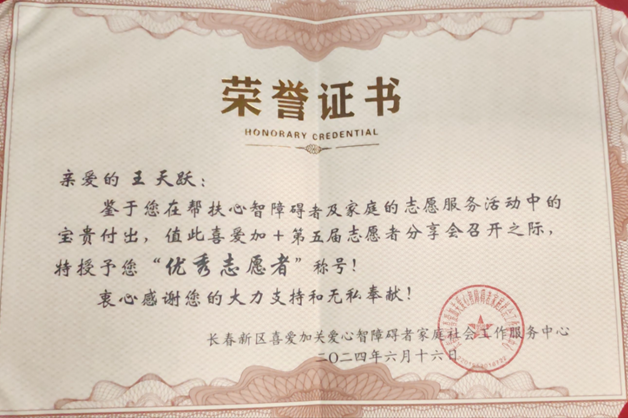 荣誉证书
HONORARY CREDENTIAL
亲爱的 王天跃:
鉴于您在帮扶心智障碍者及家庭的志愿服务活动中的
宝贵付出，值此喜爱加+第五届志愿者分享会召开之际，
特授予您“优秀志愿者”称号!
衷心感谢您的大力支持和无私奉献!
长春新区喜爱加关爱心智障碍者家庭社会工作服务中心
二〇二四年六月十六日